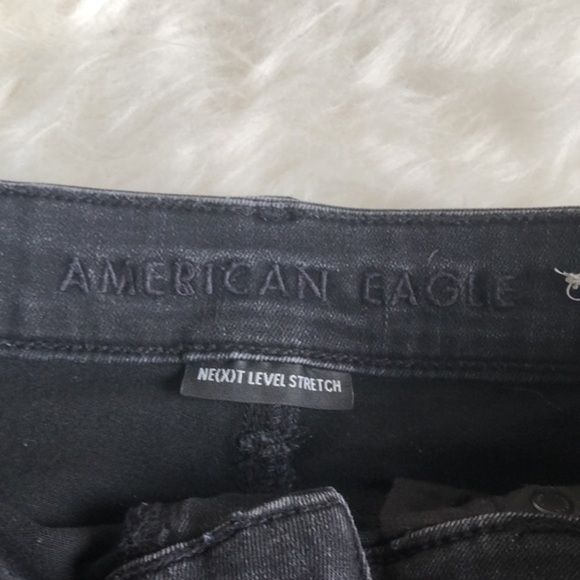 AMERICAN EAGLE
NE(X)T LEVEL STRETCH